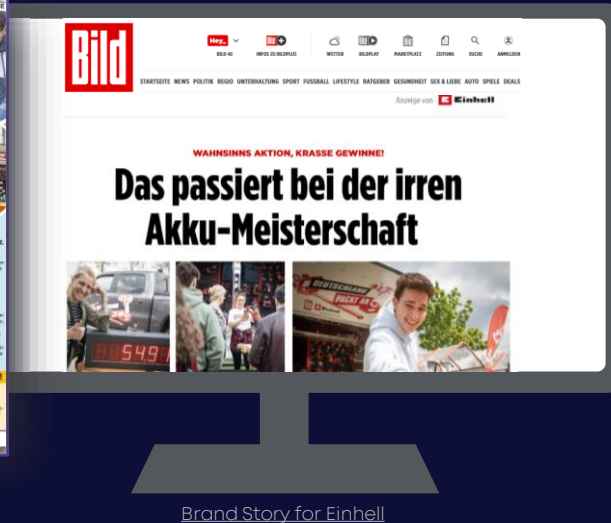 Bild
Hey_
BILD-KI
INFOS ZU BILDPLUS
WETTER
BILDPLAY
MARKTPLATZ
ZEITUNG
SUCHE
ANMELDEN
STARTSEITE NEWS POLITIK REGIO UNTERHALTUNG SPORT FUSSBALL LIFESTYLE RATGEBER GESUNDHEIT SEX & LIEBE AUTO SPIELE DEALS
Anzeige von Einhell
WAHNSINNS AKTION, KRASSE GEWINNE!
Das passiert bei der irren
Akku-Meisterschaft
54.91
DEUTSCHLAND
PACKT AN
Brand Story for Einhell